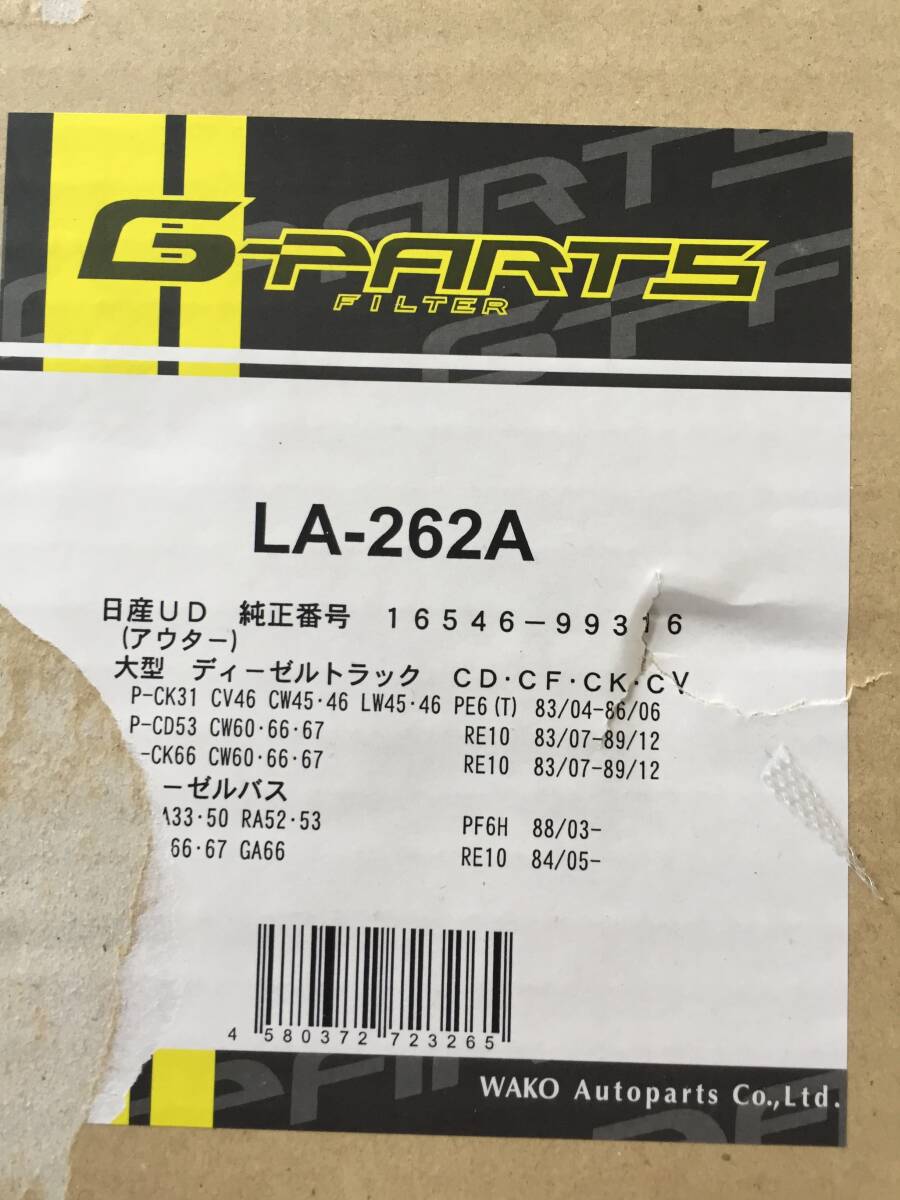 G-PARTS
FILTER
LA-262A
日産UD 純正番号 16546-99316
(アウター)
大型 ディーゼルトラック CD・CF・CK・CV
P-CK31 CV46 CW45・46 LW45・46 PE6(T) 83/04-86/06
P-CD53 CW60・66・67 RE10 83/07-89/12
-CK66 CW60・66・67 RE10 83/07-89/12
ーゼルバス
A33・50 RA52・53 PF6H 88/03-
66・67 GA66 RE10 84/05-
4 580372 723265
WAKO Autoparts Co.,Ltd.